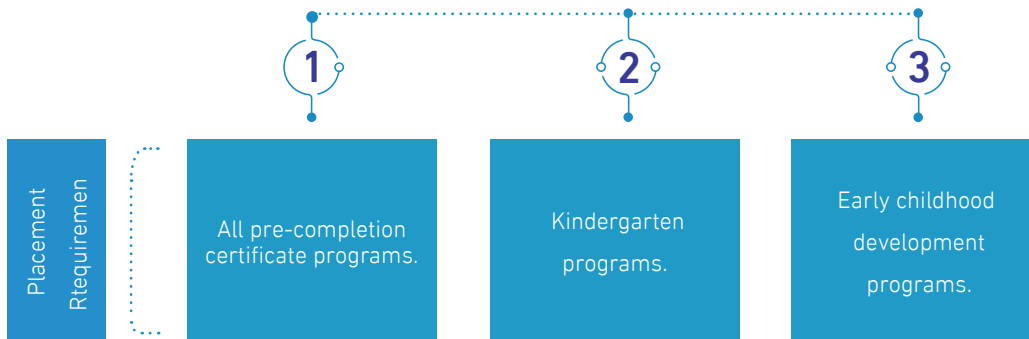 1
2
3
Placement
Rtequiremen
All pre-completion
certificate programs.
Kindergarten
programs.
Early childhood
development
programs.